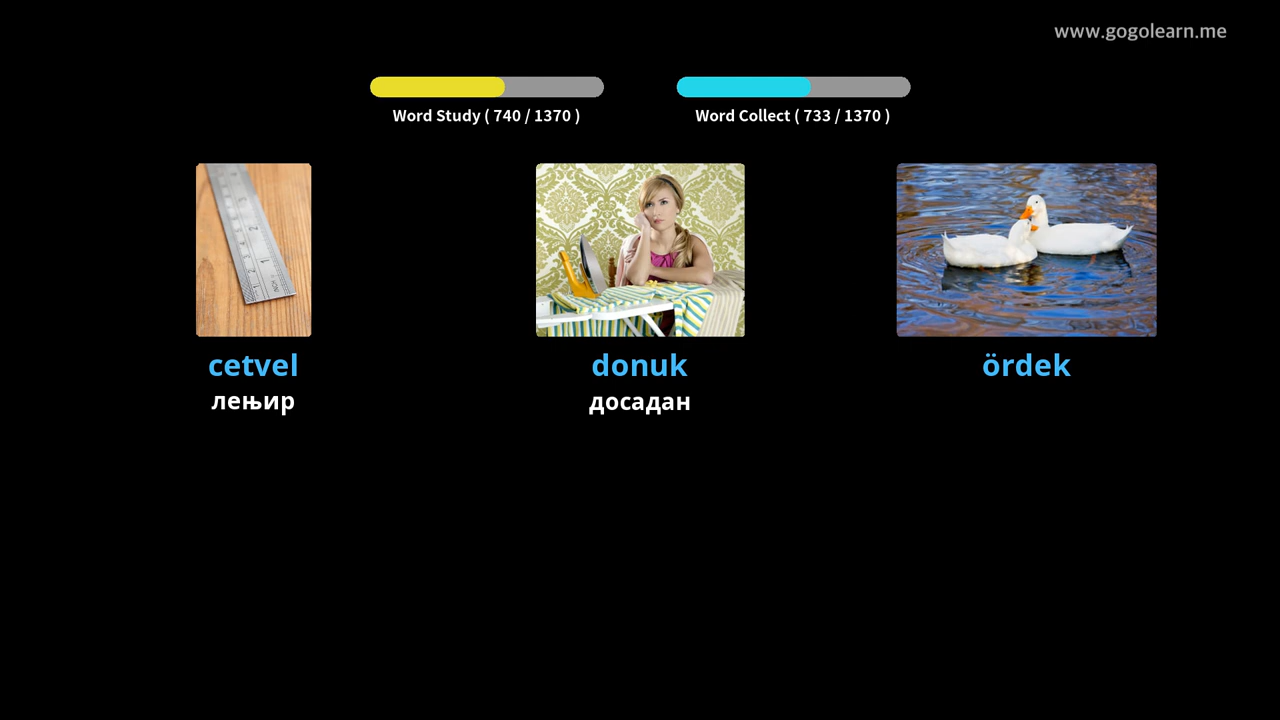 www.gogolearn.me
Word Study ( 740 / 1370 )
Word Collect ( 733 / 1370 )
cetvel
donuk
ördek
лењир
досадан